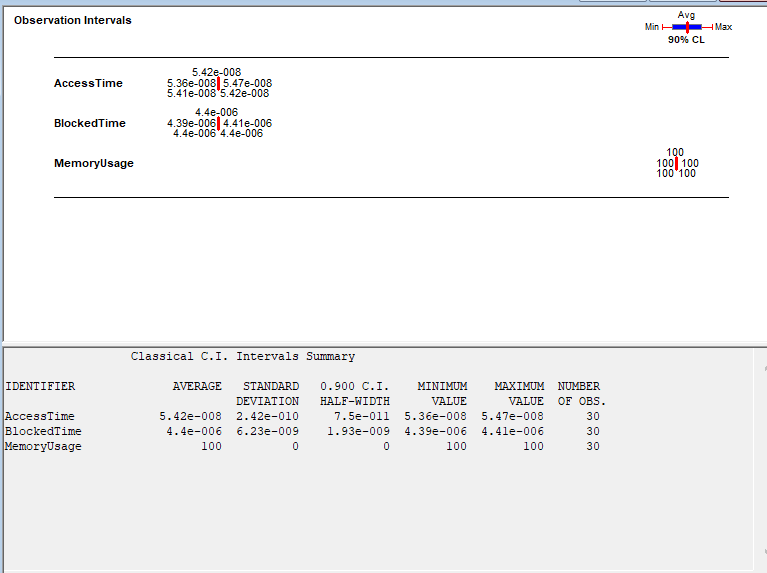 Observation Intervals
Avg
Min Max
90% CL
5.42e-008
AccessTime 5.36e-008 5.47e-008
5.41e-008 5.42e-008
4.4e-006
BlockedTime 4.39e-006 4.41e-006
4.4e-006 4.4e-006
100
MemoryUsage 100 100
100 100
Classical C.I. Intervals Summary
IDENTIFIER AVERAGE STANDARD 0.900 C.I. MINIMUM MAXIMUM NUMBER
DEVIATION HALF-WIDTH VALUE VALUE OF OBS.
AccessTime 5.42e-008 2.42e-010 7.5e-011 5.36e-008 5.47e-008 30
BlockedTime 4.4e-006 6.23e-009 1.93e-009 4.39e-006 4.41e-006 30
MemoryUsage 100 0 0 100 100 30